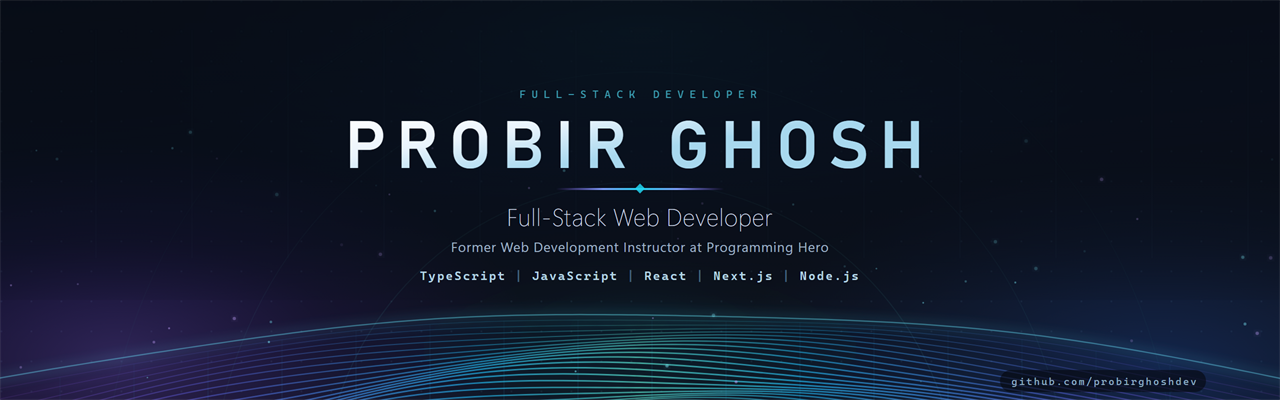 FULL-STACK DEVELOPER
PROBIR GHOSH
Full-Stack Web Developer
Former Web Development Instructor at Programming Hero
TypeScript | JavaScript | React | Next.js | Node.js
github.com/probirghoshdev